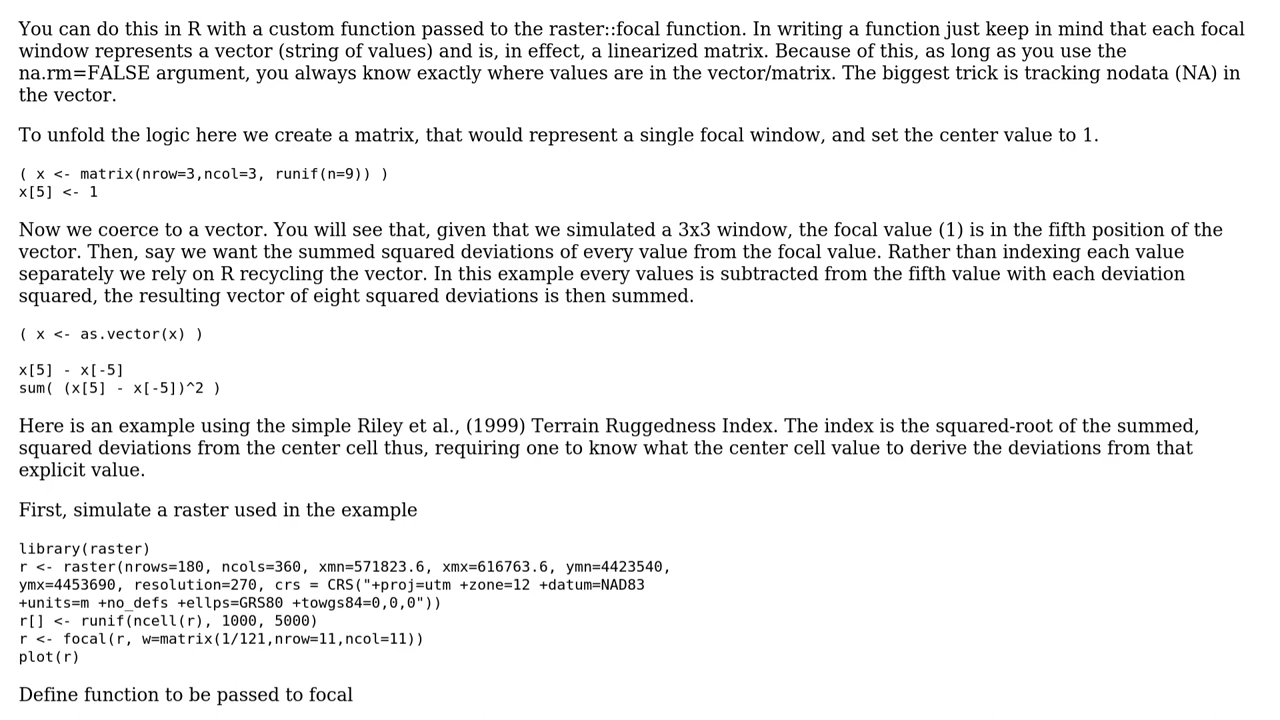 You can do this in R with a custom function passed to the raster::focal function. In writing a function just keep in mind that each focal
window represents a vector (string of values) and is, in effect, a linearized matrix. Because of this, as long as you use the
na.rm=FALSE argument, you always know exactly where values are in the vector/matrix. The biggest trick is tracking nodata (NA) in
the vector.
To unfold the logic here we create a matrix, that would represent a single focal window, and set the center value to 1.
( x <- matrix(nrow=3,ncol=3, runif(n=9)) )
x[5] <- 1
Now we coerce to a vector. You will see that, given that we simulated a 3x3 window, the focal value (1) is in the fifth position of the
vector. Then, say we want the summed squared deviations of every value from the focal value. Rather than indexing each value
separately we rely on R recycling the vector. In this example every values is subtracted from the fifth value with each deviation
squared, the resulting vector of eight squared deviations is then summed.
( x <- as.vector(x) )
x[5] - x[-5]
sum( (x[5] - x[-5])^2 )
Here is an example using the simple Riley et al., (1999) Terrain Ruggedness Index. The index is the squared-root of the summed,
squared deviations from the center cell thus, requiring one to know what the center cell value to derive the deviations from that
explicit value.
First, simulate a raster used in the example
library(raster)
r <- raster(nrows=180, ncols=360, xmn=571823.6, xmx=616763.6, ymn=4423540,
ymx=4453690, resolution=270, crs = CRS("+proj=utm +zone=12 +datum=NAD83
+units=m +no_defs +ellps=GRS80 +towgs84=0,0,0"))
r[] <- runif(ncell(r), 1000, 5000)
r <- focal(r, w=matrix(1/121,nrow=11,ncol=11))
plot(r)
Define function to be passed to focal